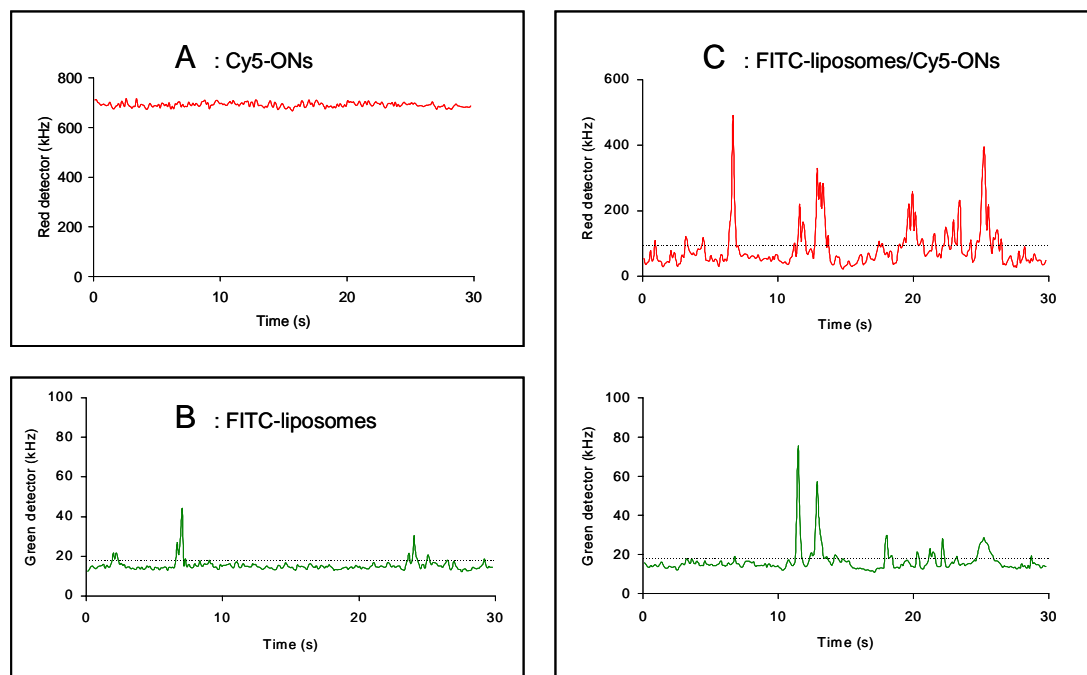 A : Cy5-ONs
800
600
400
200
0
Red detector (kHz)
0 10 20 30
Time (s)
B : FITC-liposomes
100
80
60
40
20
0
Green detector (kHz)
0 10 20 30
Time (s)
C : FITC-liposomes/Cy5-ONs
600
400
200
0
Red detector (kHz)
0 10 20 30
Time (s)
100
80
60
40
20
0
Green detector (kHz)
0 10 20 30
Time (s)